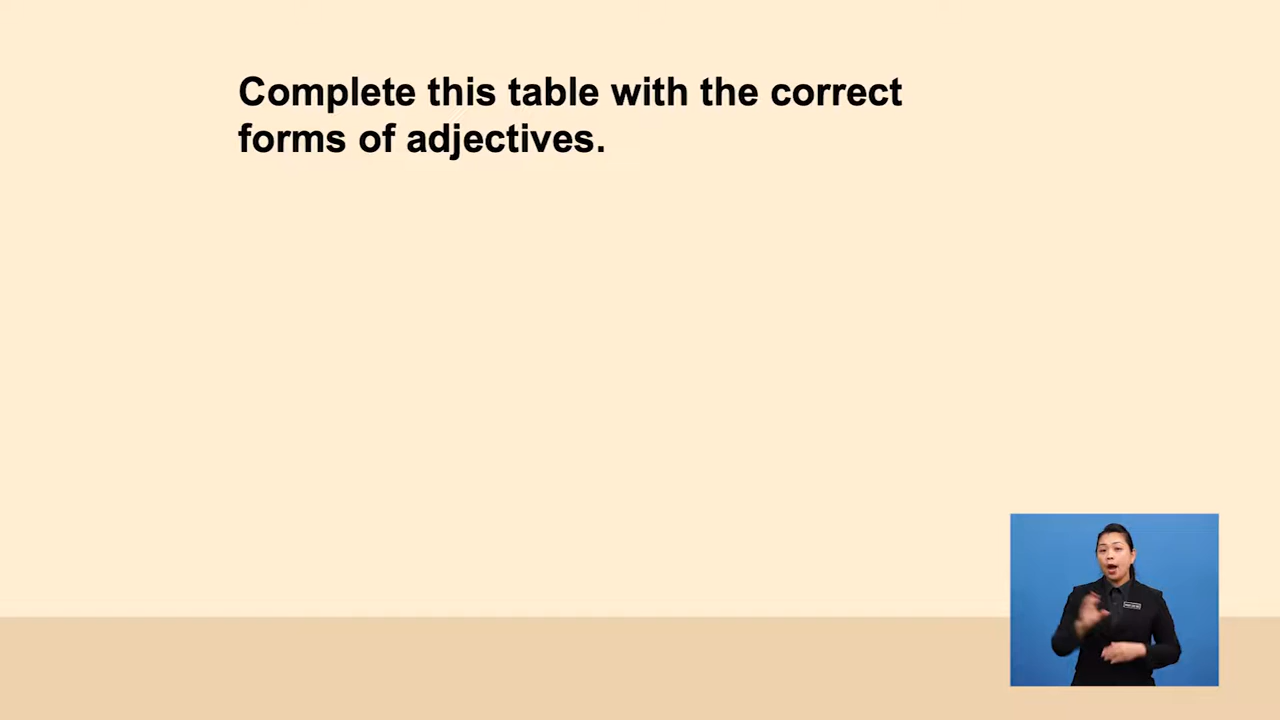 Complete this table with the correct
forms of adjectives.